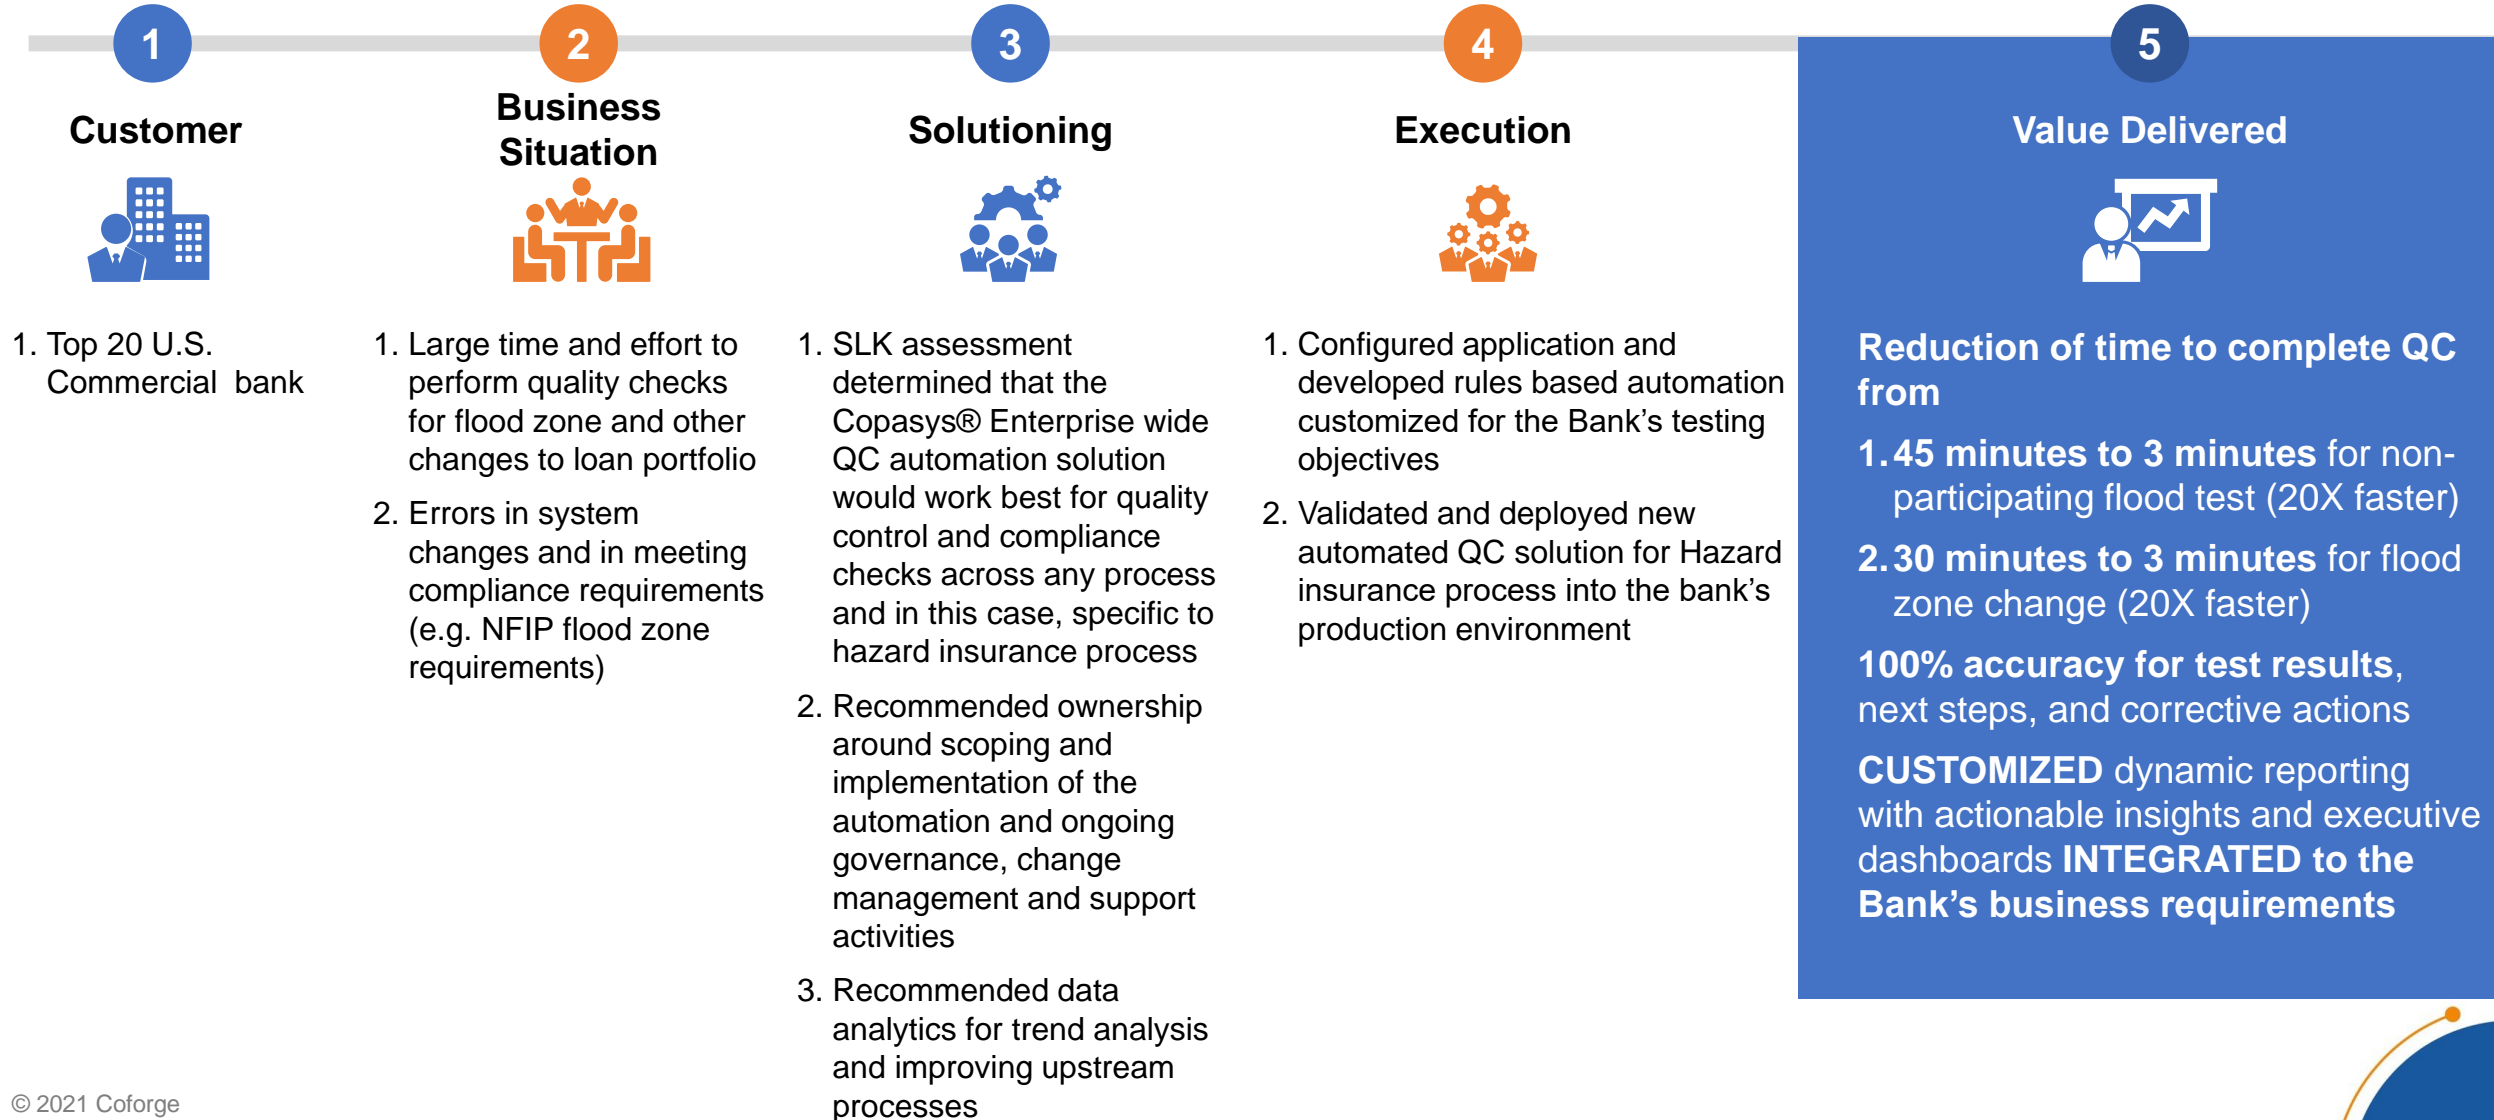 1
Customer
1. Top 20 U.S.
Commercial bank
2
Business
Situation
1. Large time and effort to
perform quality checks
for flood zone and other
changes to loan portfolio
2. Errors in system
changes and in meeting
compliance requirements
(e.g. NFIP flood zone
requirements)
3
Solutioning
1. SLK assessment
determined that the
Copasys® Enterprise wide
QC automation solution
would work best for quality
control and compliance
checks across any process
and in this case, specific to
hazard insurance process
2. Recommended ownership
around scoping and
implementation of the
automation and ongoing
governance, change
management and support
activities
3. Recommended data
analytics for trend analysis
and improving upstream
processes
4
Execution
1. Configured application and
developed rules based automation
customized for the Bank’s testing
objectives
2. Validated and deployed new
automated QC solution for Hazard
insurance process into the bank’s
production environment
5
Value Delivered
Reduction of time to complete QC
from
1. 45 minutes to 3 minutes for non-
participating flood test (20X faster)
2. 30 minutes to 3 minutes for flood
zone change (20X faster)
100% accuracy for test results,
next steps, and corrective actions
CUSTOMIZED dynamic reporting
with actionable insights and executive
dashboards INTEGRATED to the
Bank’s business requirements
© 2021 Coforge